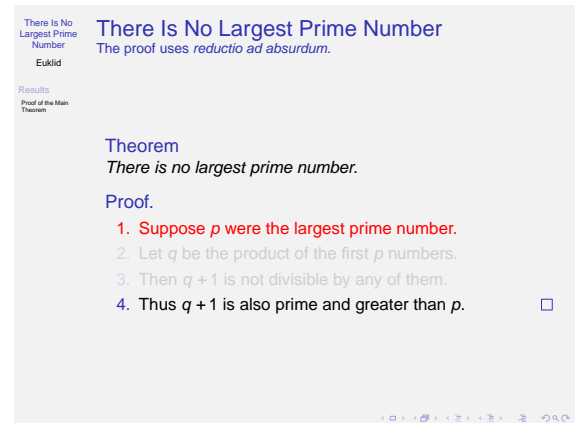 There Is No
Largest Prime
Number
Euklid
Results
Proof of the Main
Theorem
There Is No Largest Prime Number
The proof uses reductio ad absurdum.
Theorem
There is no largest prime number.
Proof.
1. Suppose p were the largest prime number.
2. Let q be the product of the first p numbers.
3. Then q + 1 is not divisible by any of them.
4. Thus q + 1 is also prime and greater than p.